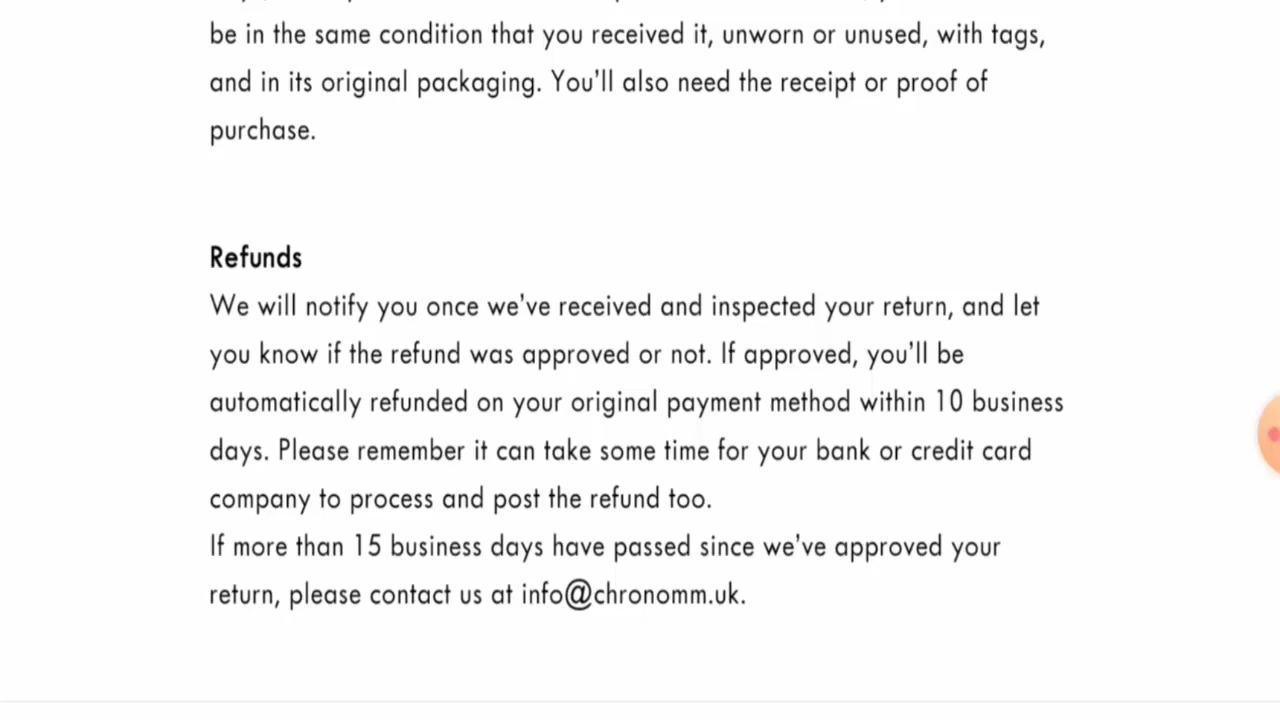 be in the same condition that you received it, unworn or unused, with tags,
and in its original packaging. You'll also need the receipt or proof of
purchase.
Refunds
We will notify you once we've received and inspected your return, and let
you know if the refund was approved or not. If approved, you'll be
automatically refunded on your original payment method within 10 business
days. Please remember it can take some time for your bank or credit card
company to process and post the refund too.
If more than 15 business days have passed since we've approved your
return, please contact us at info@chronomm.uk.